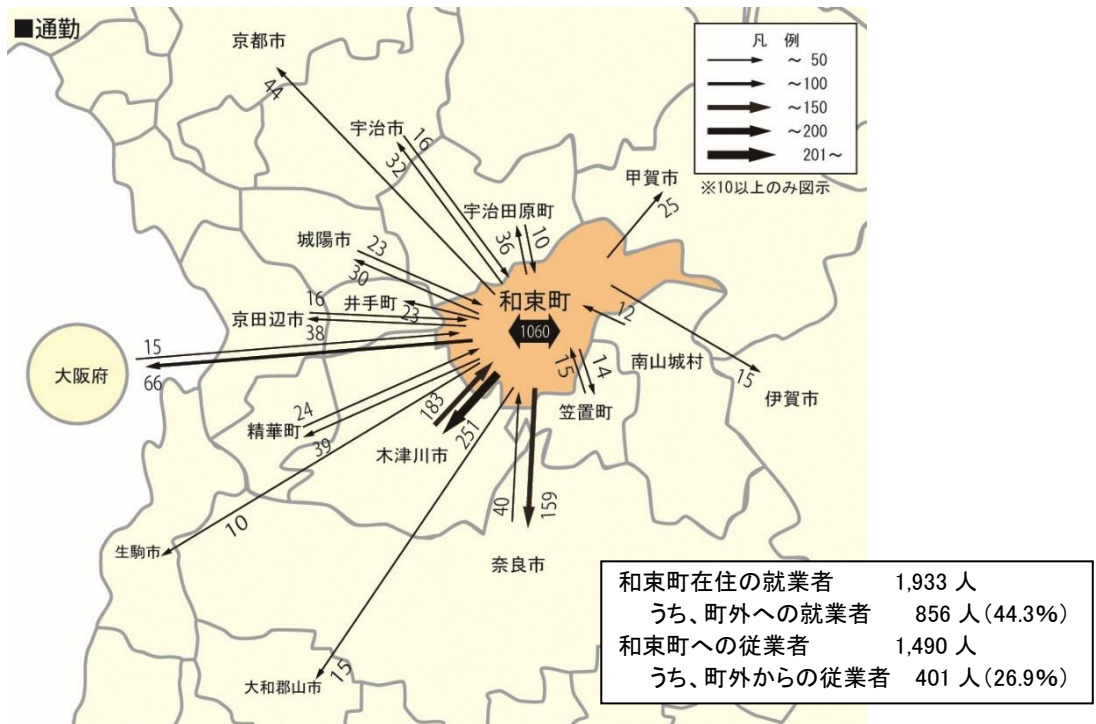 ■通勤
凡 例
～ 50
～100
～150
～200
201～
※10以上のみ図示
京都市
44
宇治市
16
32
甲賀市
25
宇治田原町
36
10
城陽市
23
30
井手町
23
和束町
1060
京田辺市
16
38
12
南山城村
大阪府
15
66
15
14
笠置町
15
伊賀市
精華町
24
39
183
251
木津川市
40
159
10
生駒市
奈良市
15
大和郡山市
和束町在住の就業者 1,933 人
うち、町外への就業者 856 人(44.3%)
和束町への従業者 1,490 人
うち、町外からの従業者 401 人(26.9%)